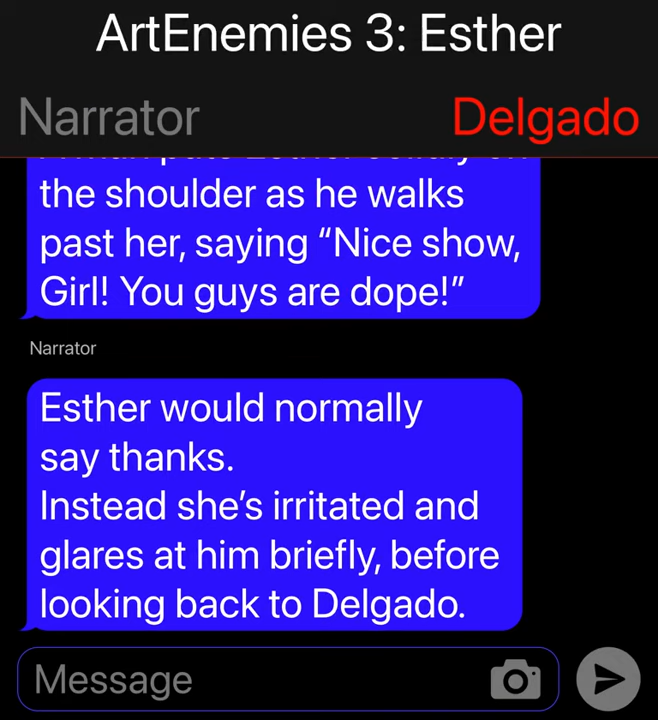 ArtEnemies 3: Esther
Narrator Delgado
the shoulder as he walks
past her, saying “Nice show,
Girl! You guys are dope!”
Narrator
Esther would normally
say thanks.
Instead she’s irritated and
glares at him briefly, before
looking back to Delgado.
Message